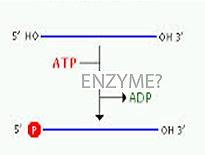 5' HO OH 3'
ATP
ENZYME?
ADP
5' P OH 3'